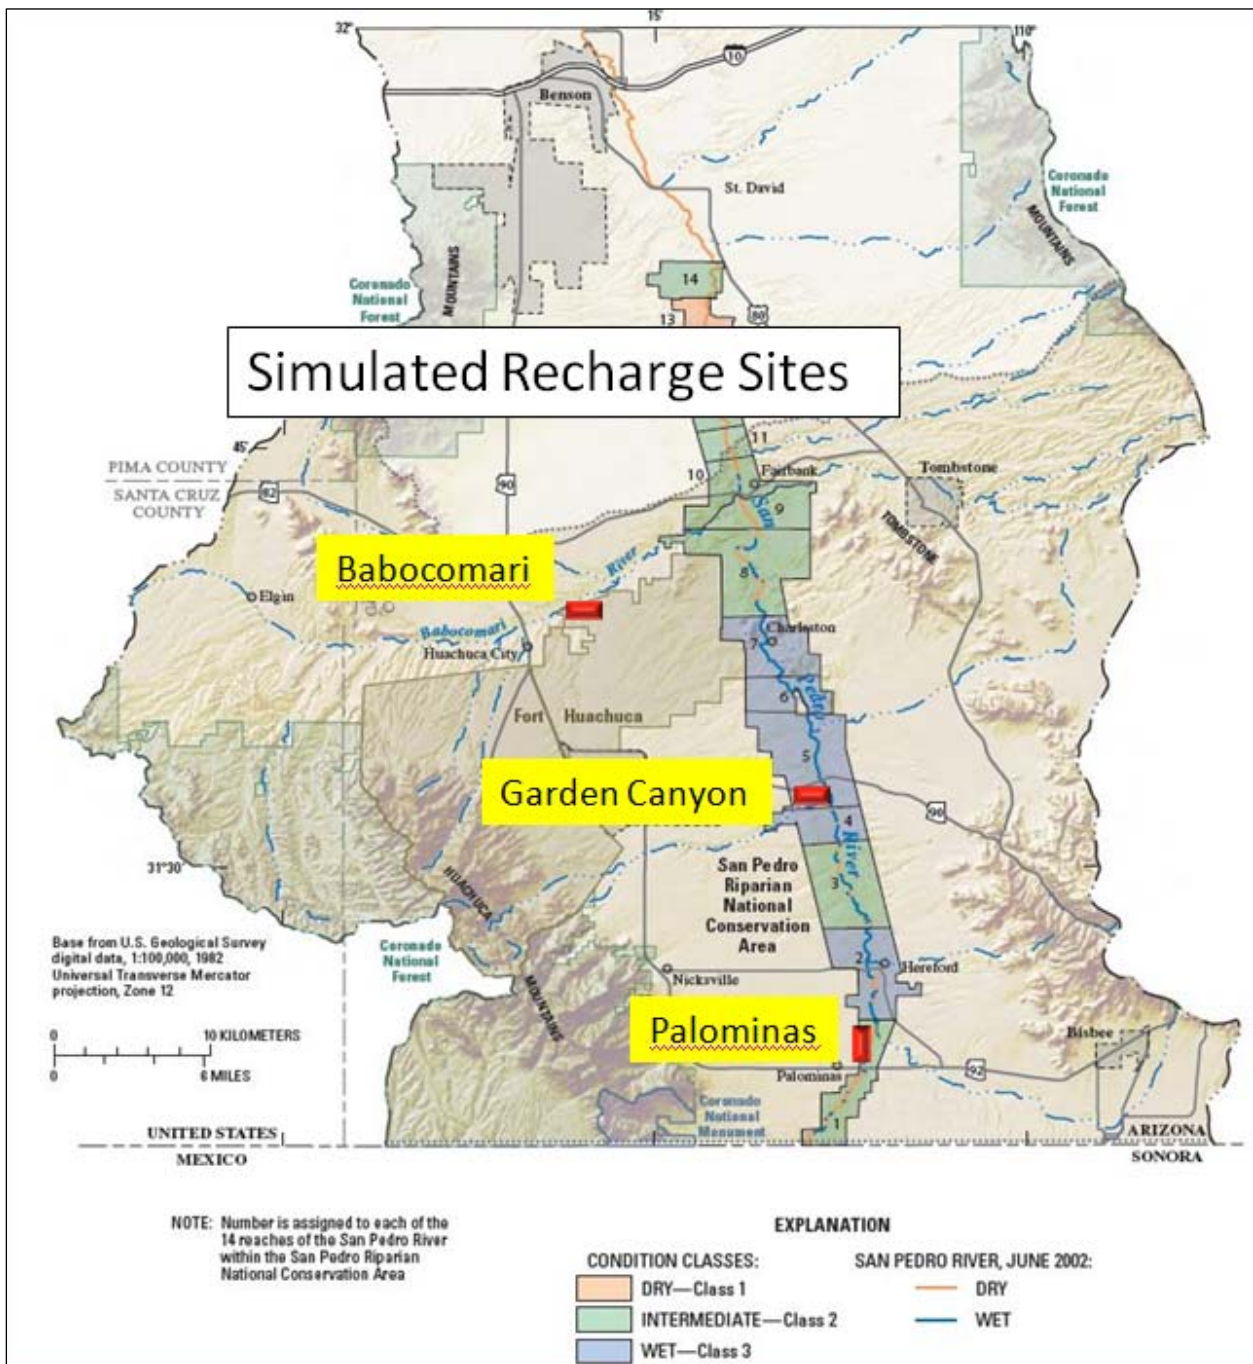 32°
15'
110°
10
Benson
St. David
Coronado
National
Forest
MOUNTAINS
Coronado
National
Forest
MOUNTAINS
14
13
80
Simulated Recharge Sites
45'
11
PIMA COUNTY
SANTA CRUZ
COUNTY
82
90
10
Fairbank
Tombstone
San
9
TOMBSTONE
Babocomari
River
8
Elgin
Babocomari
Huachuca City
Charleston
7
Pedro
6
Fort Huachuca
5
Garden Canyon
90
4
River
31°30'
HUACHUCA
San Pedro
Riparian
National
Conservation
Area
3
Base from U.S. Geological Survey
digital data, 1:100,000, 1982
Universal Transverse Mercator
projection, Zone 12
Coronado
National
Forest
MOUNTAINS
Nicksville
2
Hereford
0 10 KILOMETERS
0 6 MILES
Palominas
Bisbee
Palominas
92
Coronado
National
Monument
1
UNITED STATES
MEXICO
ARIZONA
SONORA
NOTE: Number is assigned to each of the
14 reaches of the San Pedro River
within the San Pedro Riparian
National Conservation Area
EXPLANATION
CONDITION CLASSES:
DRY—Class 1
INTERMEDIATE—Class 2
WET—Class 3
SAN PEDRO RIVER, JUNE 2002:
DRY
WET